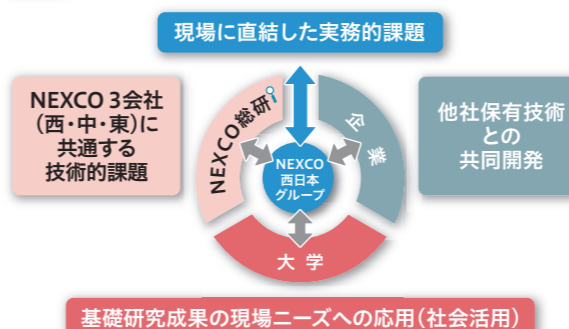 現場に直結した実務的課題
NEXCO 3会社
（西・中・東）に
共通する
技術的課題
NEXCO総研
企業
他社保有技術
との
共同開発
NEXCO
西日本
グループ
大学
基礎研究成果の現場ニーズへの応用（社会活用）